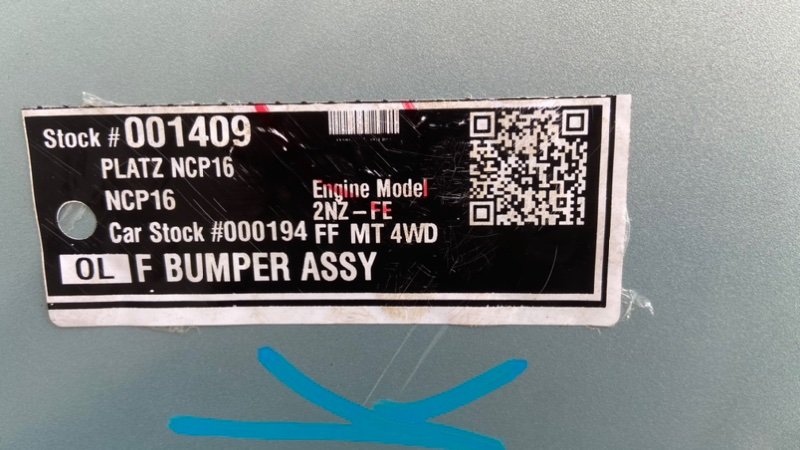 Stock # 001409
PLATZ NCP16
NCP16
Engine Model
2NZ-FE
Car Stock #000194 FF MT 4WD
OL F BUMPER ASSY